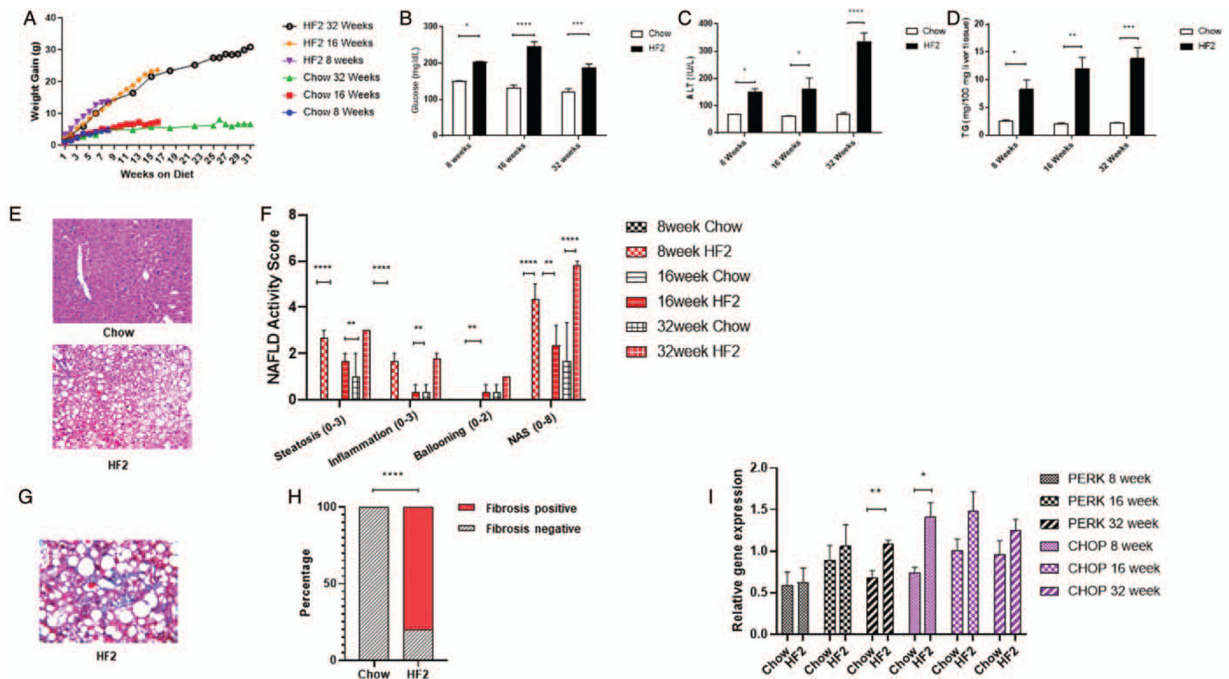 A
Weight Gain (g)
40
30
20
10
0
1 3 5 7 9 11 13 15 17 19 21 23 25 27 29 31
Weeks on Diet
HF2 32 Weeks
HF2 16 Weeks
HF2 8 weeks
Chow 32 Weeks
Chow 16 Weeks
Chow 8 Weeks
B
Glucose (mg/dL)
300
200
100
0
* **** ***
8 weeks 16 weeks 32 weeks
Chow
HF2
C
ALT (IU/L)
400
300
200
100
0
* * ****
8 Weeks 16 Weeks 32 Weeks
Chow
HF2
D
TG (mg/100 mg liver tissue)
20
15
10
5
0
* ** ***
8 Weeks 16 Weeks 32 Weeks
Chow
HF2
E
Chow
HF2
F
NAFLD Activity Score
8
6
4
2
0
**** ** **** ** ** **** ** ****
Steatosis (0-3) Inflammation (0-3) Ballooning (0-2) NAS (0-8)
8week Chow
8week HF2
16week Chow
16week HF2
32week Chow
32week HF2
G
HF2
H
Percentage
100
50
0
****
Chow HF2
Fibrosis positive
Fibrosis negative
I
Relative gene expression
2.0
1.5
1.0
0.5
0.0
** *
Chow HF2 Chow HF2 Chow HF2 Chow HF2 Chow HF2 Chow HF2
PERK 8 week
PERK 16 week
PERK 32 week
CHOP 8 week
CHOP 16 week
CHOP 32 week